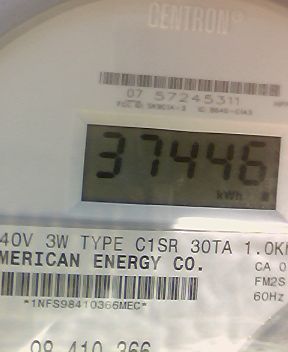 CENTRON®
07 57245311
37446
kWh
40V 3W TYPE C1SR 30TA 1.0K
MERICAN ENERGY CO.
CA 0
FM2S
60Hz
*1NFS98410366MEC*
98 410 366